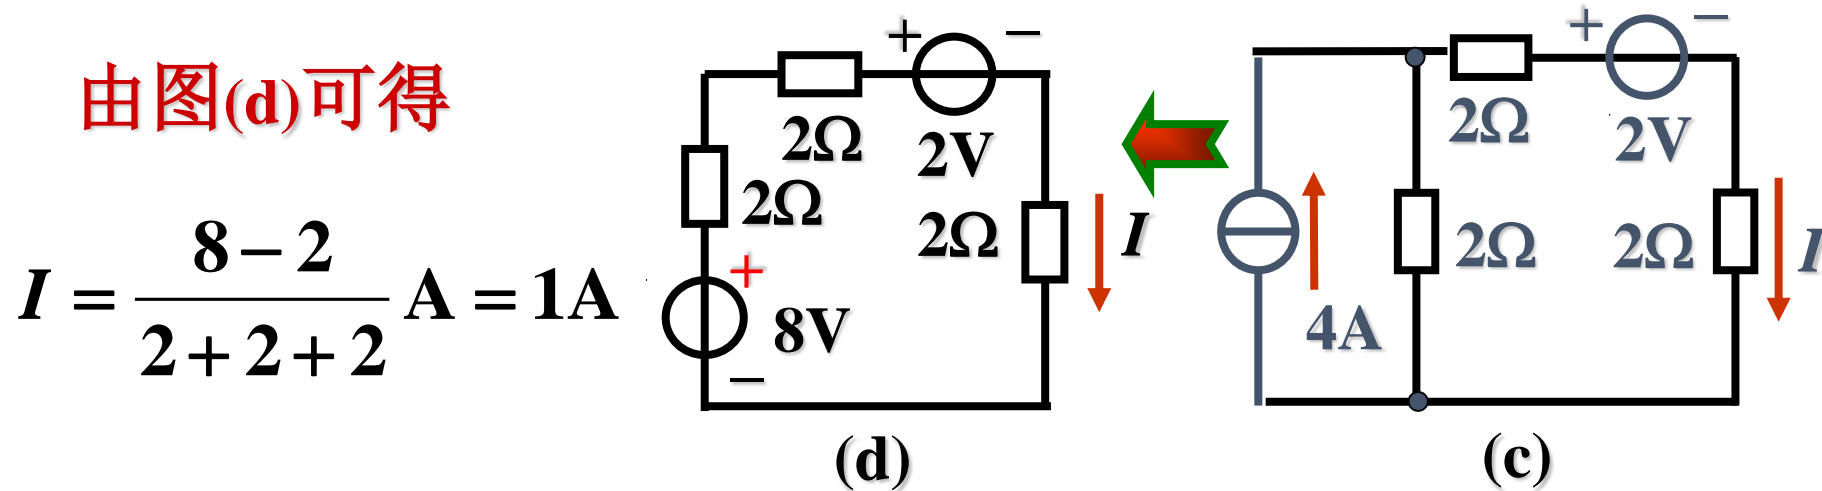 由图(d)可得
I = (8 − 2) / (2 + 2 + 2) A = 1A
+ −
2Ω
2V
2Ω
2Ω
I
+
8V
−
(d)
+ −
2Ω
2V
2Ω
2Ω
I
4A
(c)